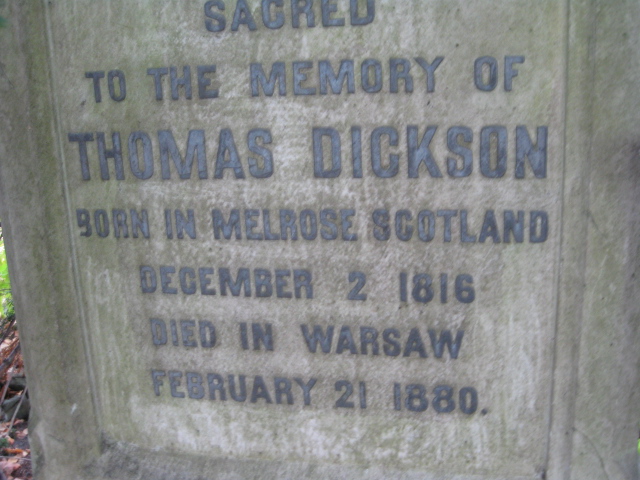 SACRED
TO THE MEMORY OF
THOMAS DICKSON
BORN IN MELROSE SCOTLAND
DECEMBER 2 1816
DIED IN WARSAW
FEBRUARY 21 1880.